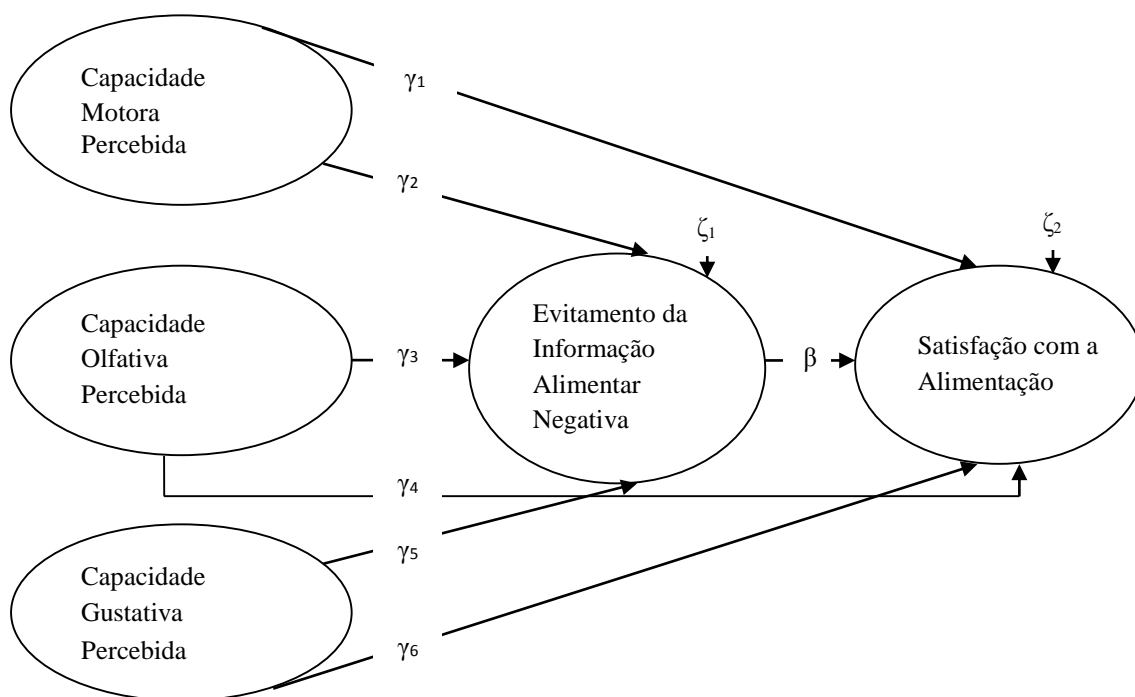 Capacidade
Motora
Percebida
γ1
γ2
ζ1
ζ2
Capacidade
Olfativa
Percebida
γ3
Evitamento da
Informação
Alimentar
Negativa
β
Satisfação com a
Alimentação
γ4
γ5
Capacidade
Gustativa
Percebida
γ6